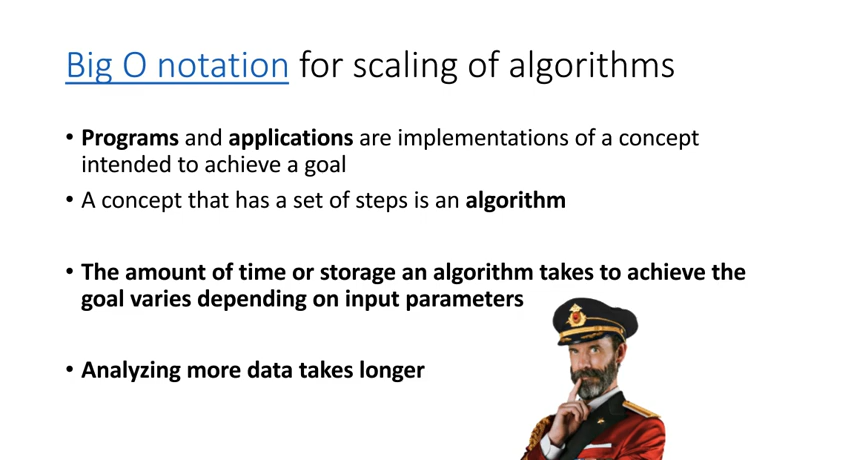 Big O notation for scaling of algorithms
• Programs and applications are implementations of a concept
intended to achieve a goal
• A concept that has a set of steps is an algorithm
• The amount of time or storage an algorithm takes to achieve the
goal varies depending on input parameters
• Analyzing more data takes longer